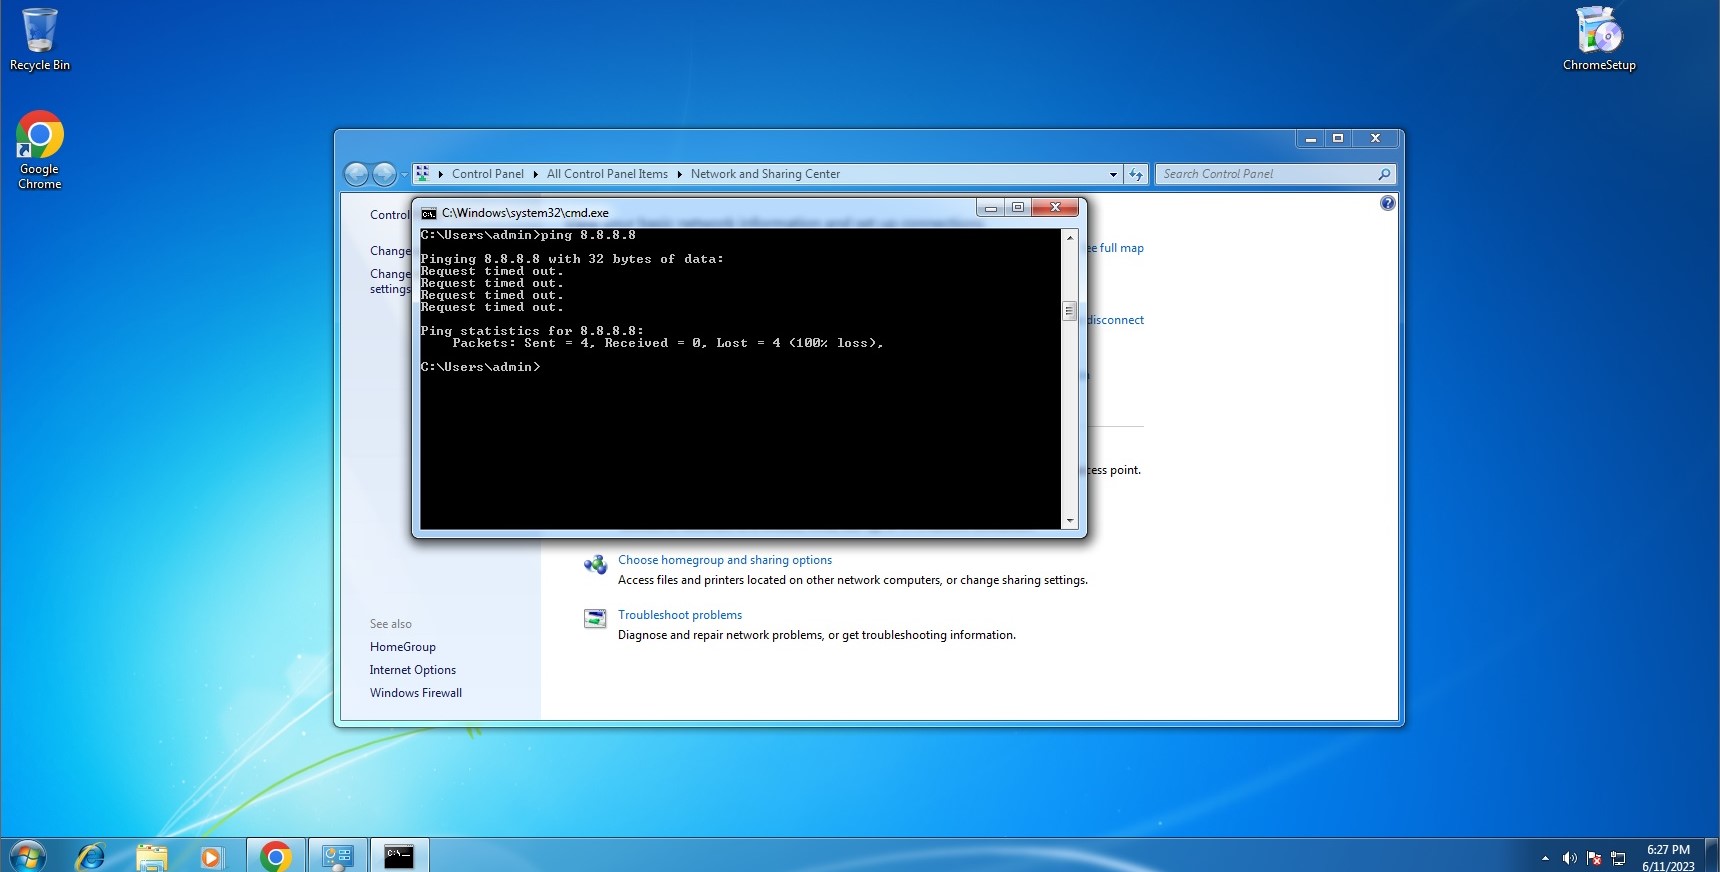 Recycle Bin
ChromeSetup
Google
Chrome
Control Panel
All Control Panel Items
Network and Sharing Center
Search Control Panel
Control
C:\Windows\system32\cmd.exe
C:\Users\admin>ping 8.8.8.8
Pinging 8.8.8.8 with 32 bytes of data:
Request timed out.
Request timed out.
Request timed out.
Request timed out.
Ping statistics for 8.8.8.8:
Packets: Sent = 4, Received = 0, Lost = 4 (100% loss),
C:\Users\admin>
Change
Change
settings
full map
disconnect
point.
Choose homegroup and sharing options
Access files and printers located on other network computers, or change sharing settings.
Troubleshoot problems
Diagnose and repair network problems, or get troubleshooting information.
See also
HomeGroup
Internet Options
Windows Firewall
C:\_
6:27 PM
6/11/2023